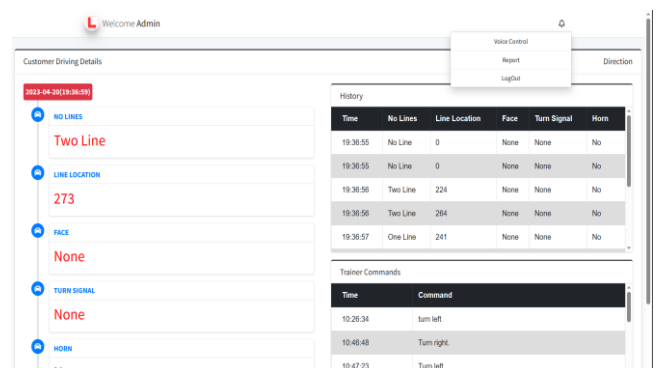 L Welcome Admin
Voice Control
Report
LogOut
Customer Driving Details
Direction
2023-04-20(19:36:59)
NO LINES
Two Line
LINE LOCATION
273
FACE
None
TURN SIGNAL
None
HORN
History
Time No Lines Line Location Face Turn Signal Horn
19:36:55 No Line 0 None None No
19:36:55 No Line 0 None None No
19:36:56 Two Line 224 None None No
19:36:56 Two Line 264 None None No
19:36:57 One Line 241 None None No
Trainer Commands
Time Command
10:26:34 turn left
10:46:48 Turn right.
10:47:23 Turn left